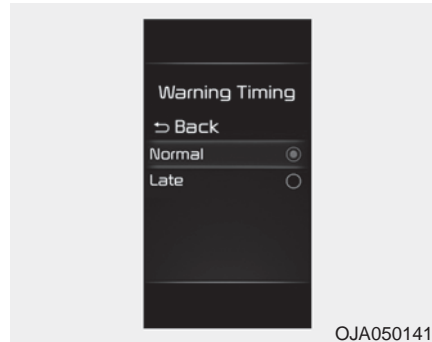 Warning Timing
⮌ Back
Normal
Late
OJA050141